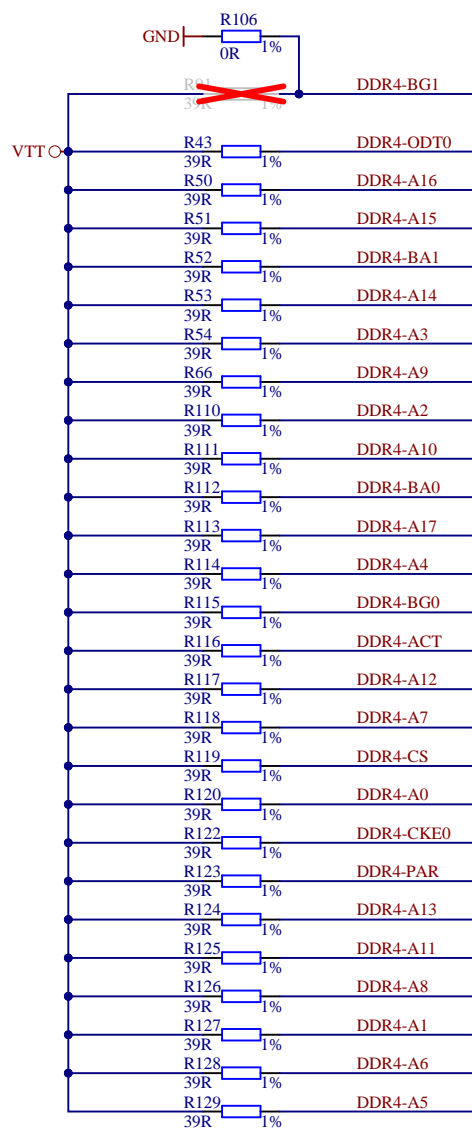 R106
GND
0R 1%
R91 DDR4-BG1
39R 1%
VTT
R43 DDR4-ODT0
39R 1%
R50 DDR4-A16
39R 1%
R51 DDR4-A15
39R 1%
R52 DDR4-BA1
39R 1%
R53 DDR4-A14
39R 1%
R54 DDR4-A3
39R 1%
R66 DDR4-A9
39R 1%
R110 DDR4-A2
39R 1%
R111 DDR4-A10
39R 1%
R112 DDR4-BA0
39R 1%
R113 DDR4-A17
39R 1%
R114 DDR4-A4
39R 1%
R115 DDR4-BG0
39R 1%
R116 DDR4-ACT
39R 1%
R117 DDR4-A12
39R 1%
R118 DDR4-A7
39R 1%
R119 DDR4-CS
39R 1%
R120 DDR4-A0
39R 1%
R122 DDR4-CKE0
39R 1%
R123 DDR4-PAR
39R 1%
R124 DDR4-A13
39R 1%
R125 DDR4-A11
39R 1%
R126 DDR4-A8
39R 1%
R127 DDR4-A1
39R 1%
R128 DDR4-A6
39R 1%
R129 DDR4-A5
39R 1%